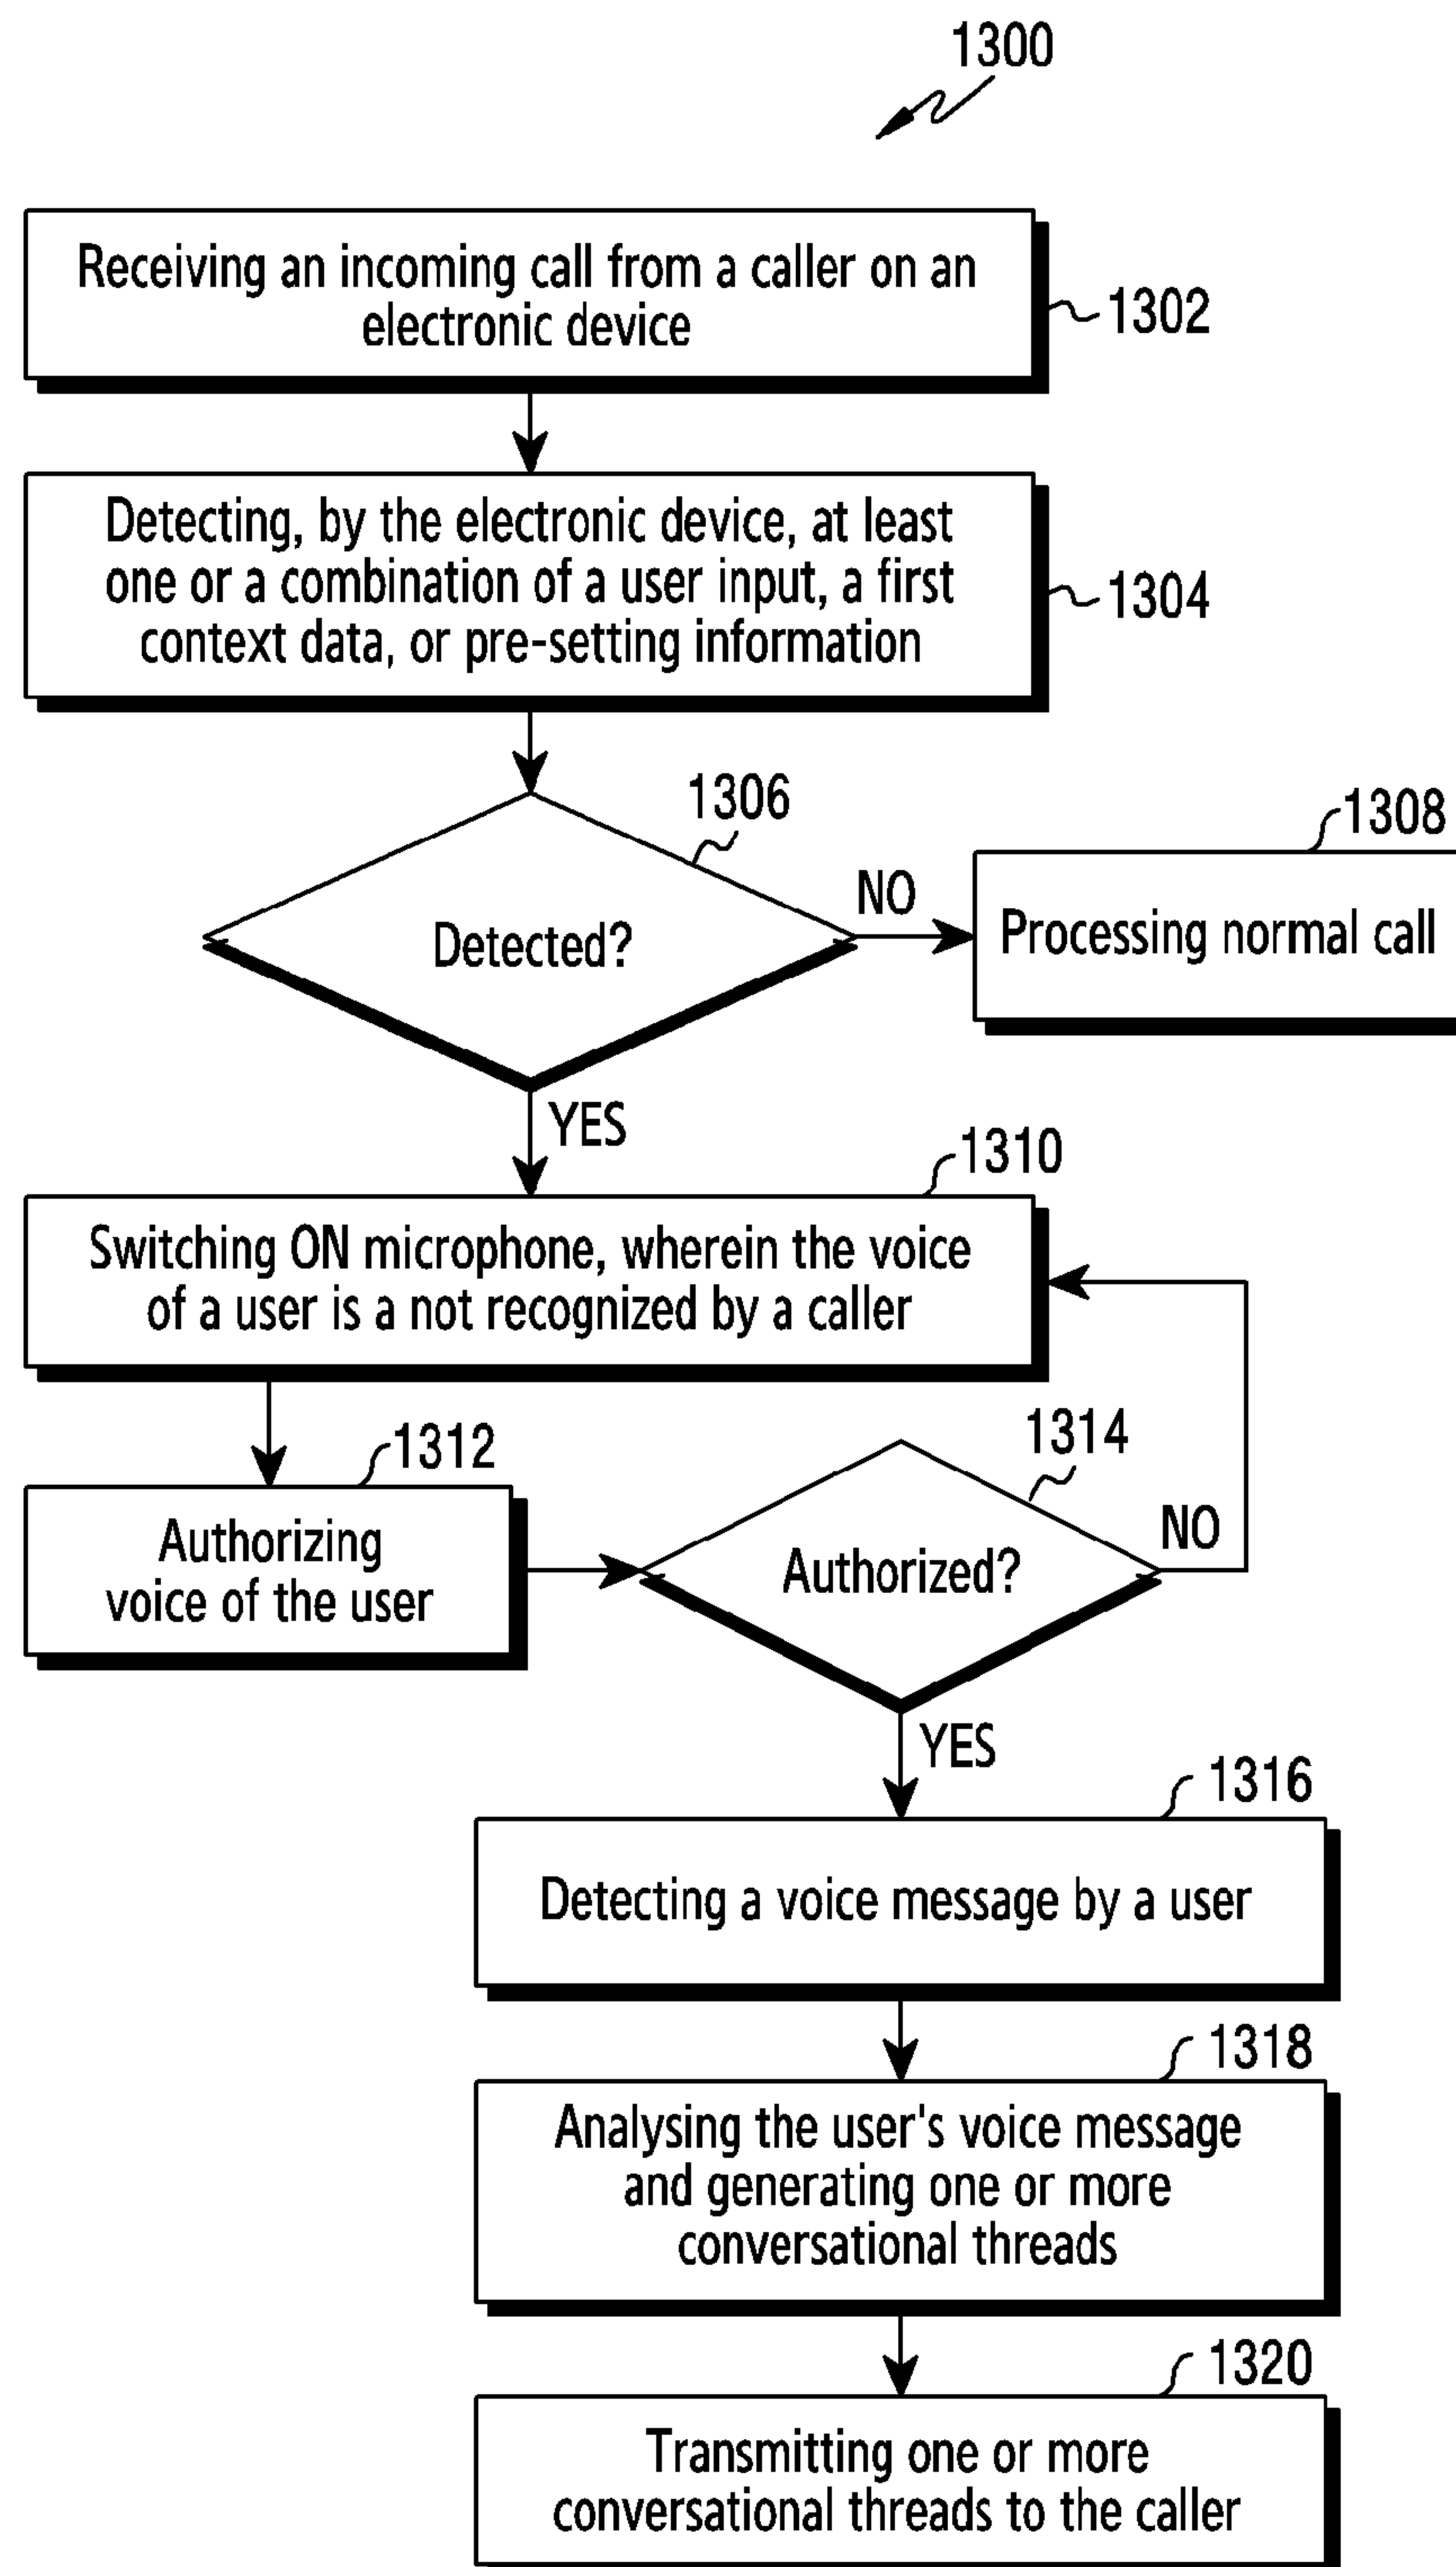 1300
Receiving an incoming call from a caller on an
electronic device
1302
Detecting, by the electronic device, at least
one or a combination of a user input, a first
context data, or pre-setting information
1304
1306
Detected?
NO
1308
Processing normal call
YES
1310
Switching ON microphone, wherein the voice
of a user is a not recognized by a caller
1312
Authorizing
voice of the user
1314
Authorized?
NO
YES
1316
Detecting a voice message by a user
1318
Analysing the user's voice message
and generating one or more
conversational threads
1320
Transmitting one or more
conversational threads to the caller